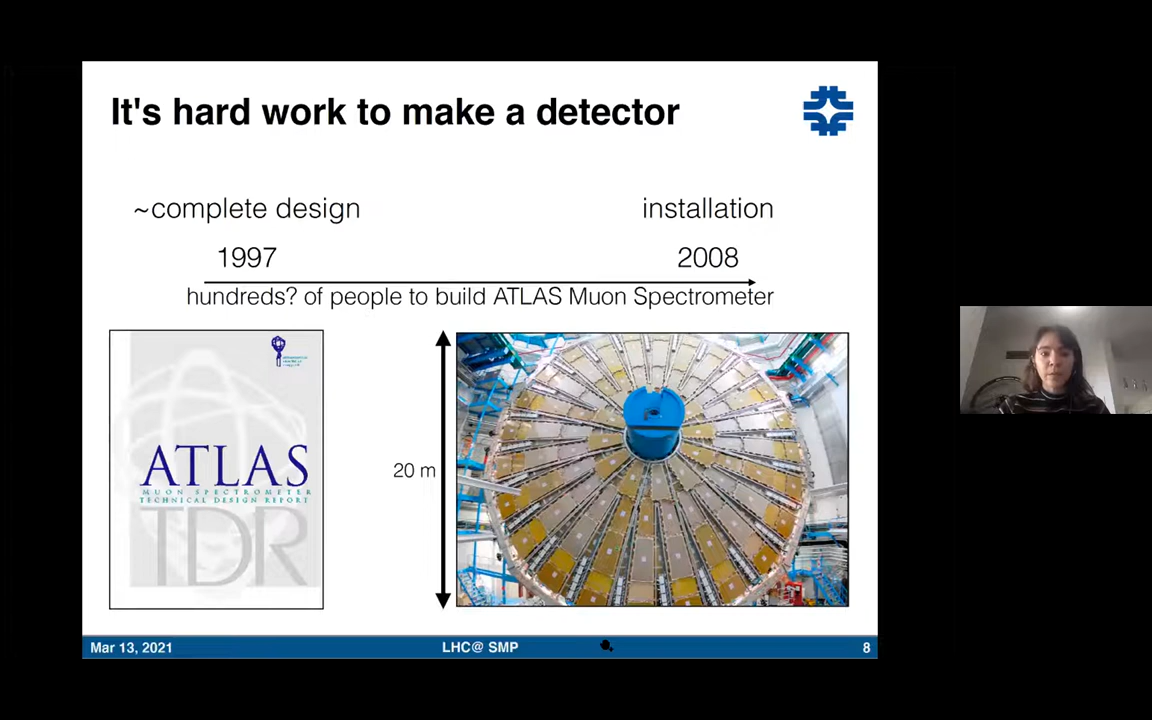 It's hard work to make a detector
~complete design
installation
1997
2008
hundreds? of people to build ATLAS Muon Spectrometer
ATLAS
MUON SPECTROMETER
TECHNICAL DESIGN REPORT
TDR
20 m
Mar 13, 2021
LHC@ SMP
8